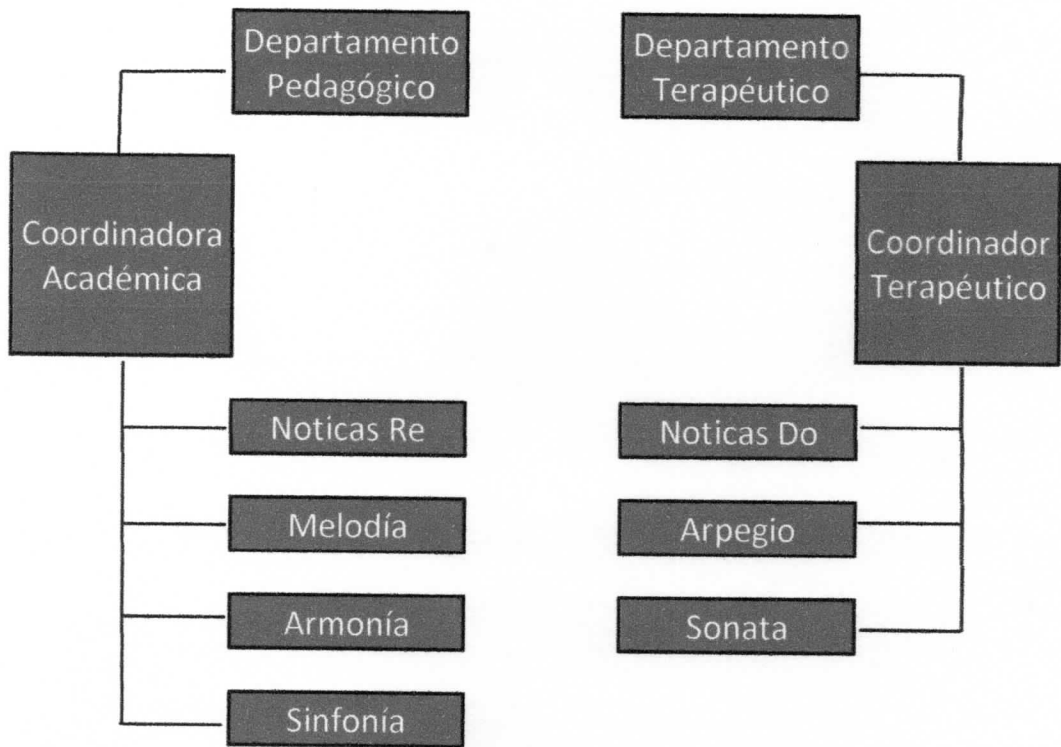 Departamento
Pedagógico
Coordinadora
Académica
Noticas Re
Melodía
Armonía
Sinfonía
Departamento
Terapéutico
Coordinador
Terapéutico
Noticas Do
Arpegio
Sonata